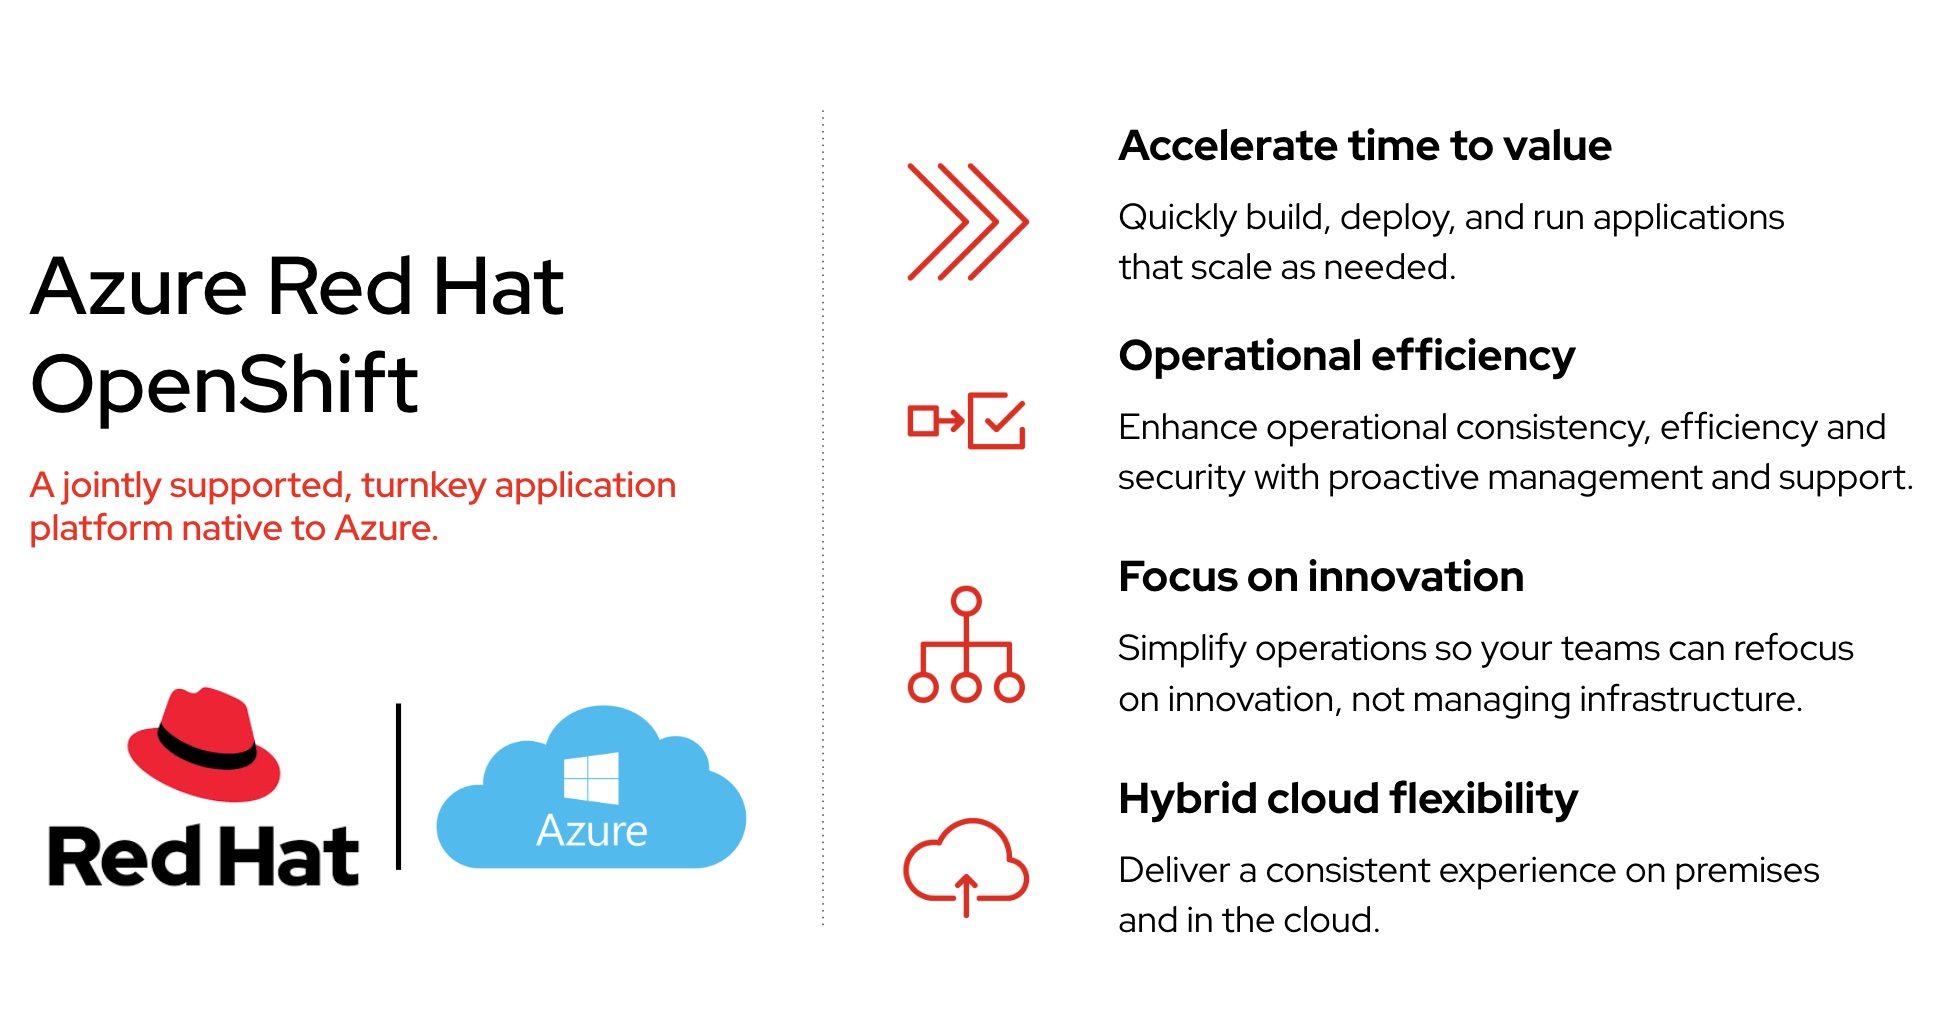 Azure Red Hat
OpenShift
A jointly supported, turnkey application
platform native to Azure.
Red Hat
Azure
Accelerate time to value
Quickly build, deploy, and run applications
that scale as needed.
Operational efficiency
Enhance operational consistency, efficiency and
security with proactive management and support.
Focus on innovation
Simplify operations so your teams can refocus
on innovation, not managing infrastructure.
Hybrid cloud flexibility
Deliver a consistent experience on premises
and in the cloud.